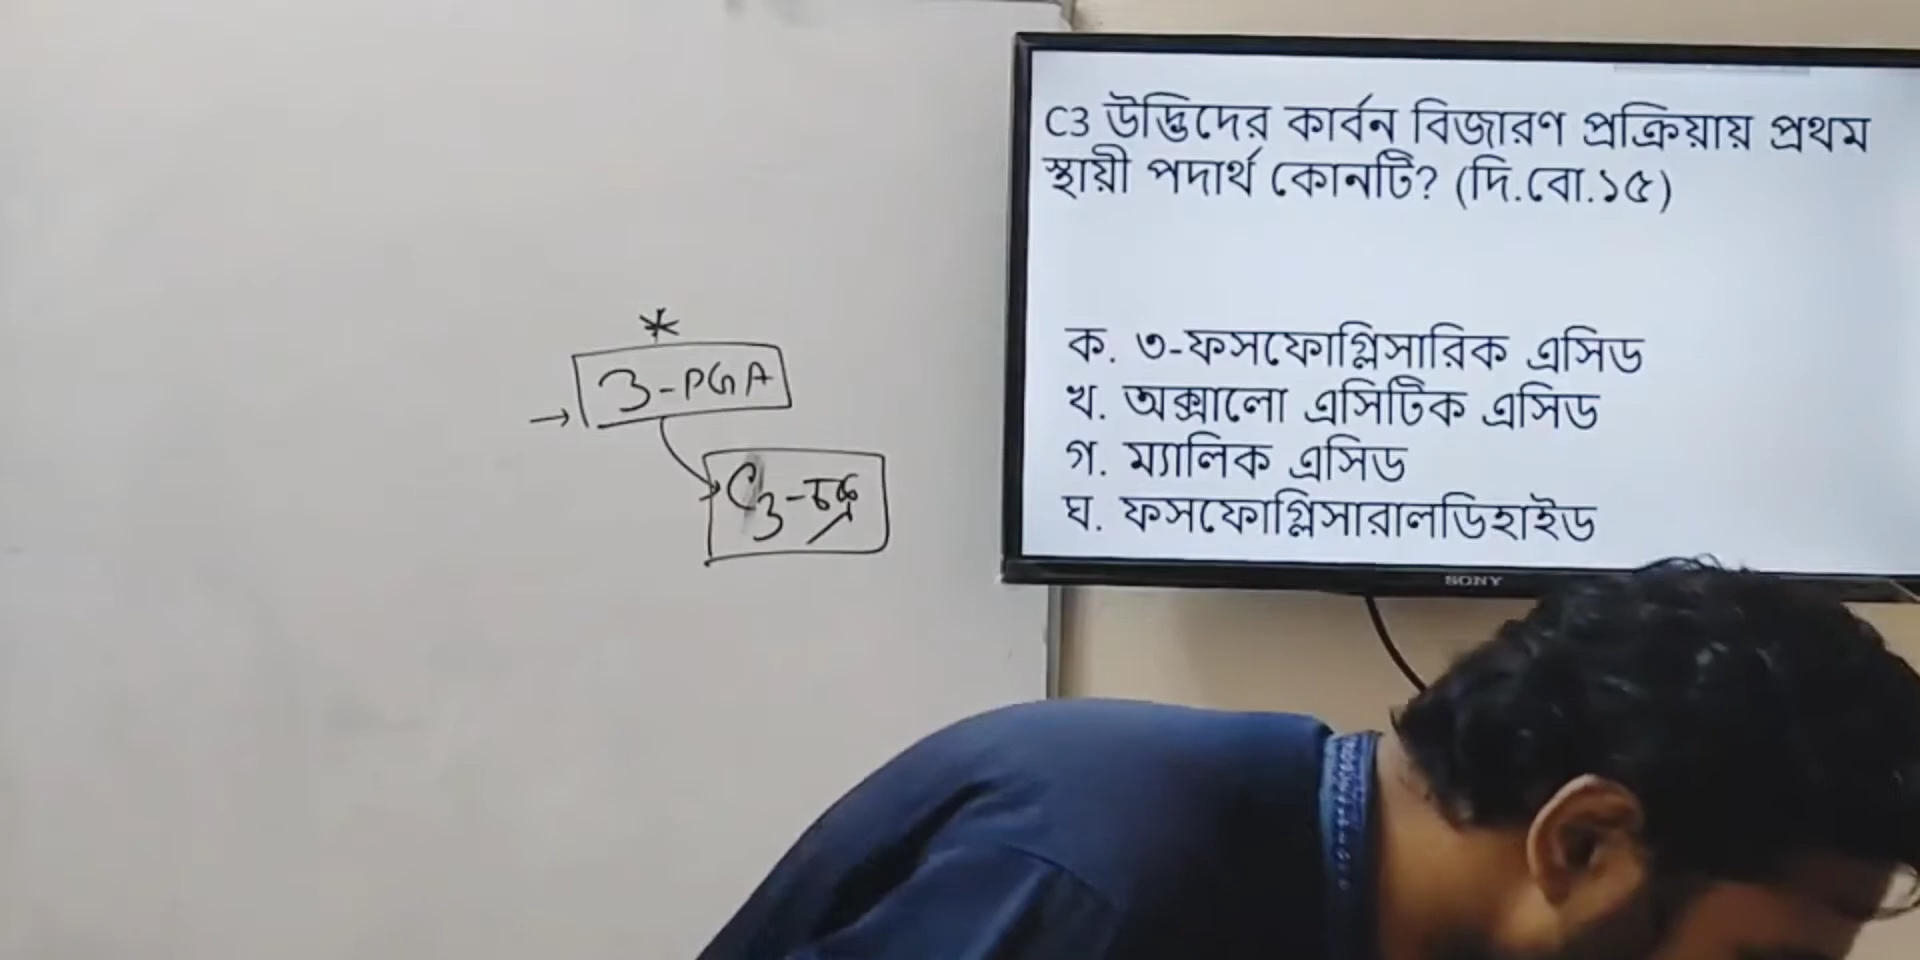 C3 উদ্ভিদের কার্বন বিজারণ প্রক্রিয়ায় প্রথম
স্থায়ী পদার্থ কোনটি? (দি.বো.১৫)
ক. ৩-ফসফোগ্লিসারিক এসিড
খ. অক্সালো এসিটিক এসিড
গ. ম্যালিক এসিড
ঘ. ফসফোগ্লিসারালডিহাইড
SONY
*
→ 3-PGA
C3-চক্র